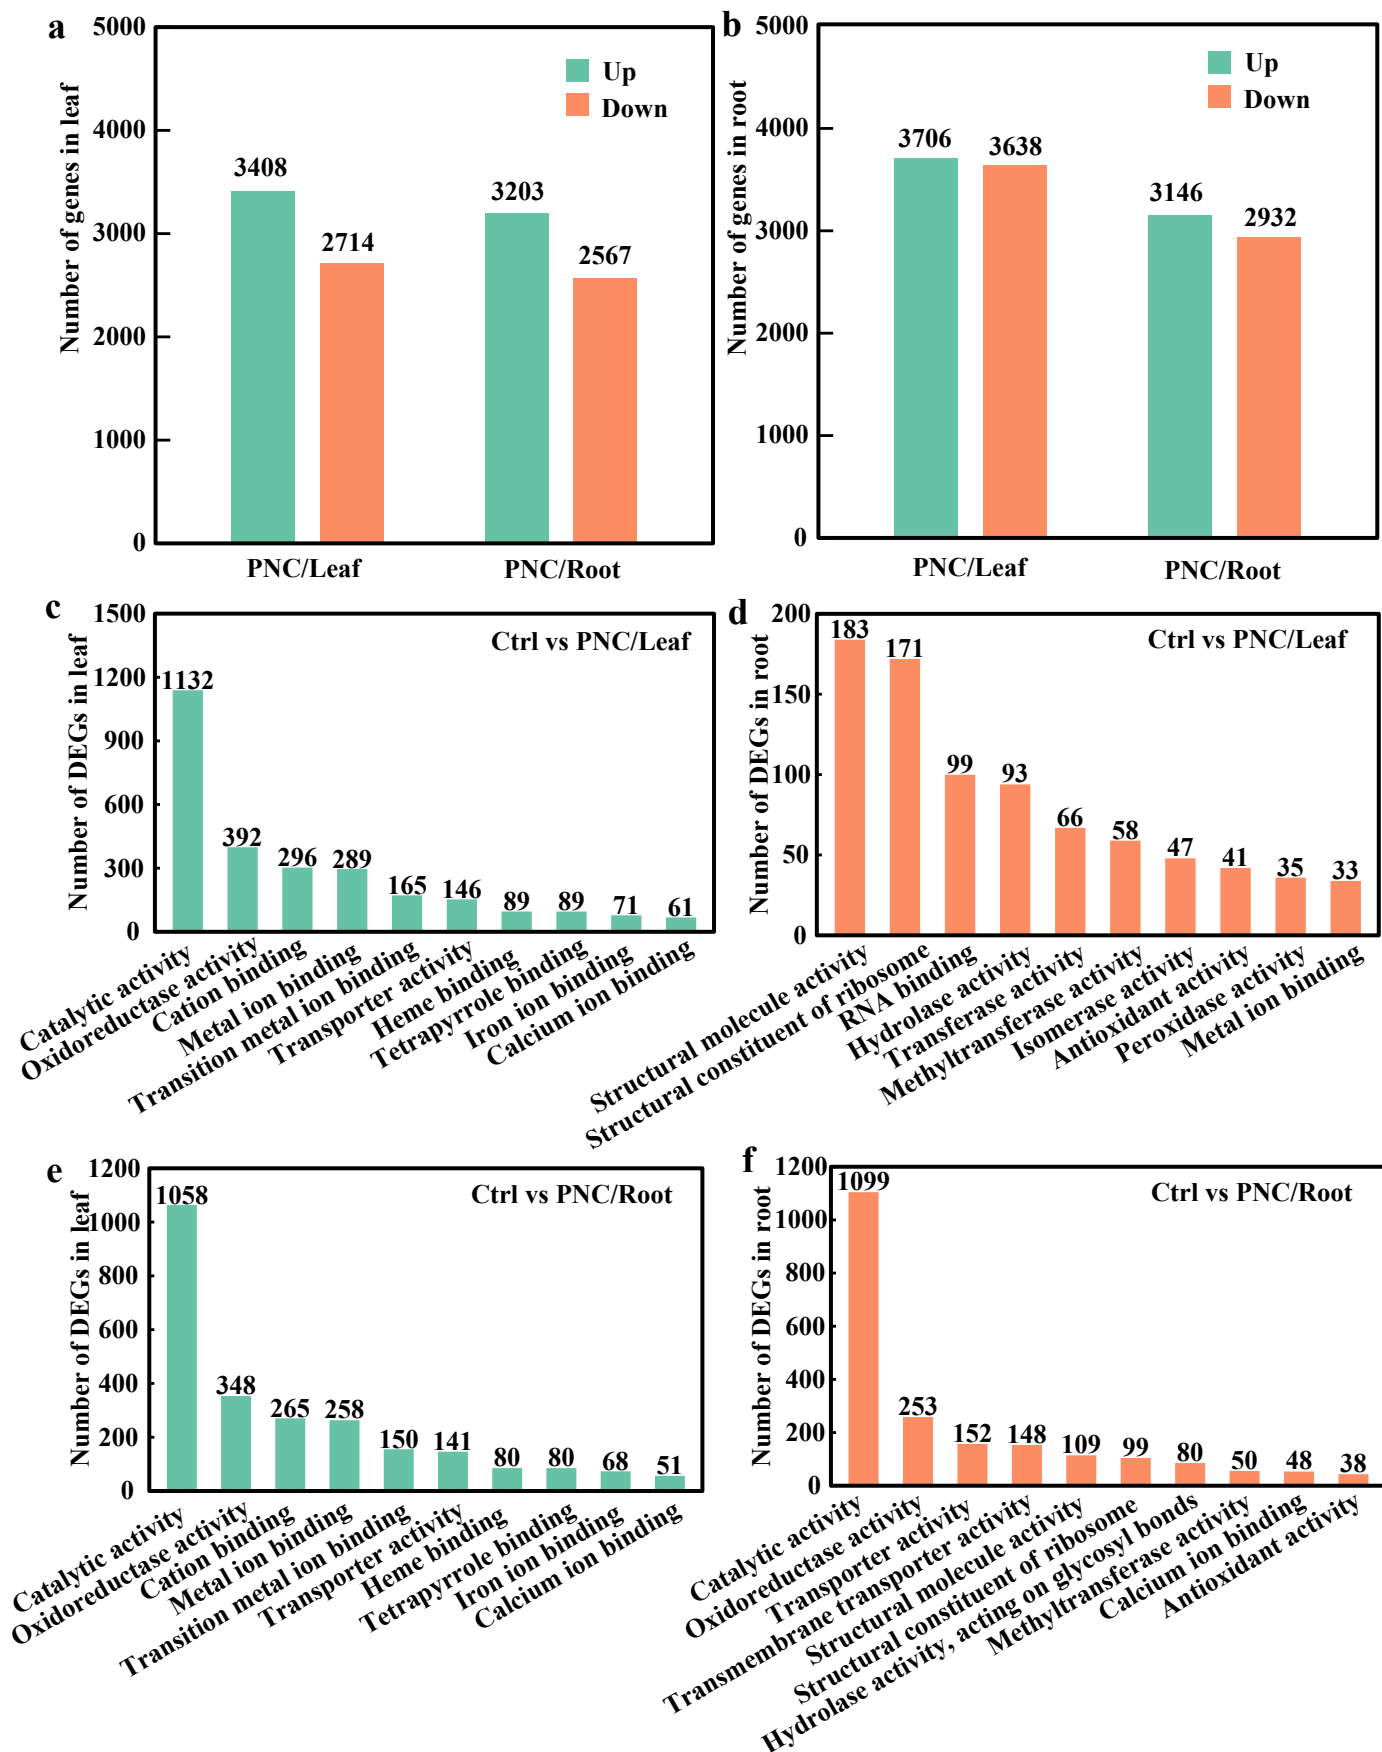 a
5000
4000
3000
2000
1000
0
Number of genes in leaf
Up
Down
3408
2714
3203
2567
PNC/Leaf
PNC/Root
b
5000
4000
3000
2000
1000
0
Number of genes in root
Up
Down
3706
3638
3146
2932
PNC/Leaf
PNC/Root
c
1500
1200
900
600
300
0
Number of DEGs in leaf
Ctrl vs PNC/Leaf
1132
392
296
289
165
146
89
89
71
61
Catalytic activity
Oxidoreductase activity
Cation binding
Metal ion binding
Transition metal ion binding
Transporter activity
Heme binding
Tetrapyrrole binding
Iron ion binding
Calcium ion binding
d
200
150
100
50
0
Number of DEGs in root
Ctrl vs PNC/Leaf
183
171
99
93
66
58
47
41
35
33
Structural molecule activity
Structural constituent of ribosome
RNA binding
Hydrolase activity
Transferase activity
Methyltransferase activity
Isomerase activity
Antioxidant activity
Peroxidase activity
Metal ion binding
e
1200
1000
800
600
400
200
0
Number of DEGs in leaf
Ctrl vs PNC/Root
1058
348
265
258
150
141
80
80
68
51
Catalytic activity
Oxidoreductase activity
Cation binding
Metal ion binding
Transition metal ion binding
Transporter activity
Heme binding
Tetrapyrrole binding
Iron ion binding
Calcium ion binding
f
1200
1000
800
600
400
200
0
Number of DEGs in root
Ctrl vs PNC/Root
1099
253
152
148
109
99
80
50
48
38
Catalytic activity
Oxidoreductase activity
Transporter activity
Transmembrane transporter activity
Structural molecule activity
Structural constituent of ribosome
Hydrolase activity, acting on glycosyl bonds
Methyltransferase activity
Calcium ion binding
Antioxidant activity